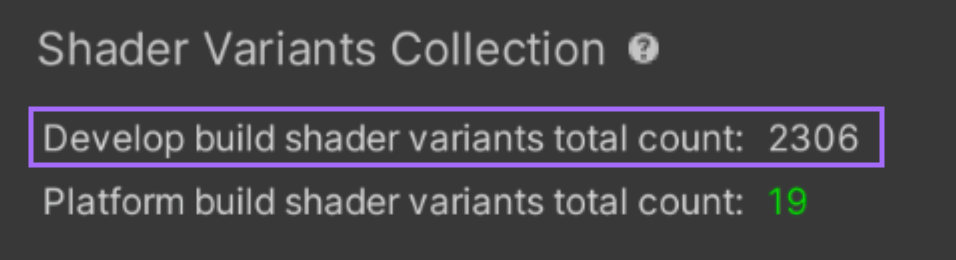 Shader Variants Collection ?
Develop build shader variants total count: 2306
Platform build shader variants total count: 19